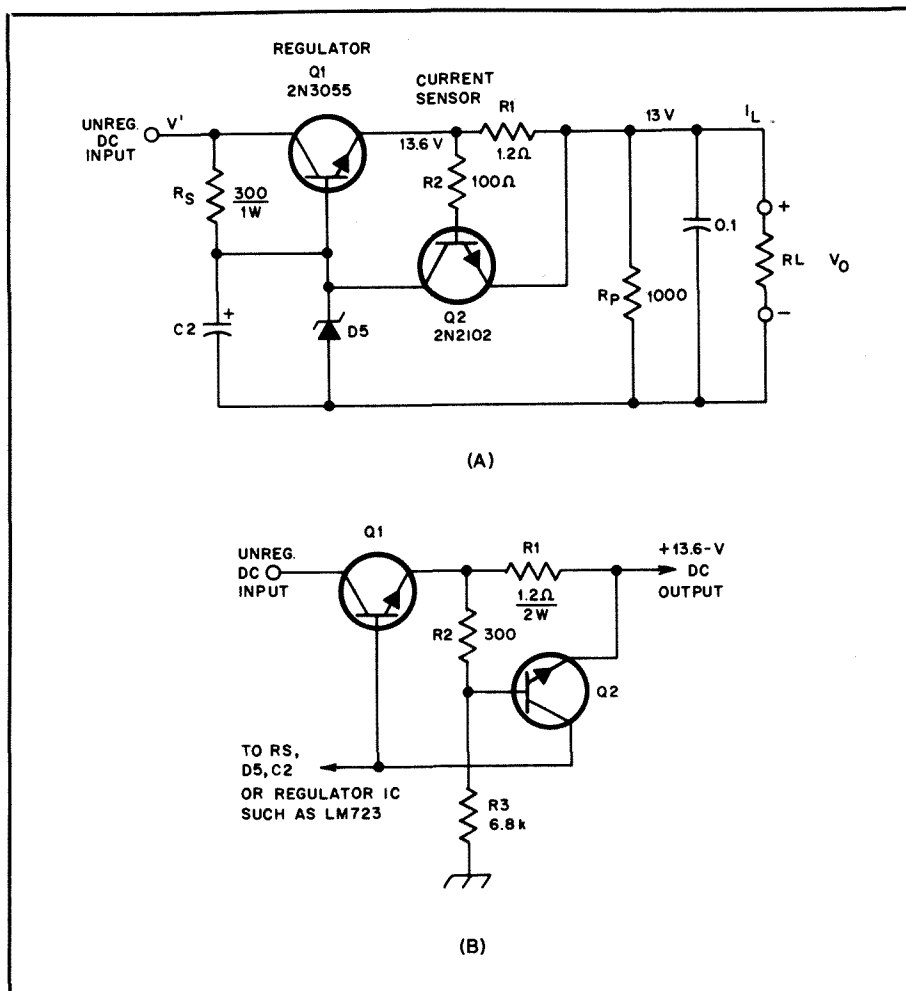 REGULATOR
Q1
2N3055
CURRENT
SENSOR
UNREG.
DC
INPUT
V'
13.6 V
R1
1.2Ω
13 V
IL
RS
300
1W
R2
100Ω
C2
+
D5
Q2
2N2102
RP
1000
0.1
+
RL
VO
−
(A)
Q1
UNREG.
DC
INPUT
R1
1.2Ω
2W
+13.6-V
DC
OUTPUT
R2
300
Q2
TO RS,
D5, C2
OR REGULATOR IC
SUCH AS LM723
R3
6.8k
(B)